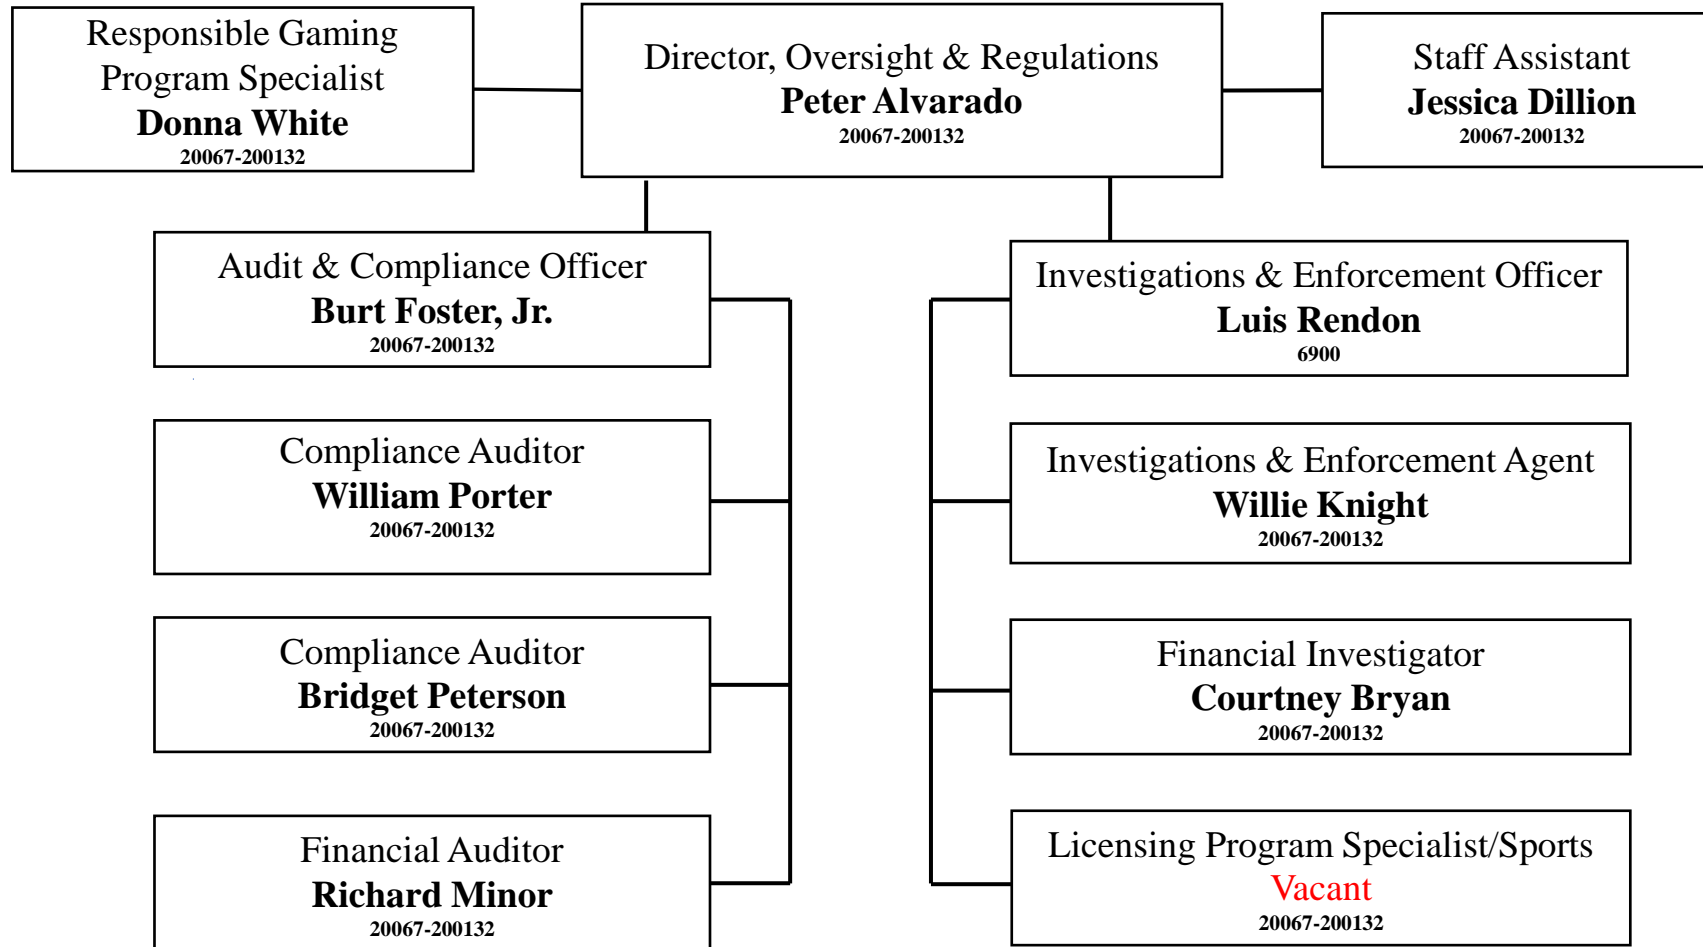 Responsible Gaming
Program Specialist
Donna White
20067-200132
Director, Oversight & Regulations
Peter Alvarado
20067-200132
Staff Assistant
Jessica Dillion
20067-200132
Audit & Compliance Officer
Burt Foster, Jr.
20067-200132
Compliance Auditor
William Porter
20067-200132
Compliance Auditor
Bridget Peterson
20067-200132
Financial Auditor
Richard Minor
20067-200132
Investigations & Enforcement Officer
Luis Rendon
6900
Investigations & Enforcement Agent
Willie Knight
20067-200132
Financial Investigator
Courtney Bryan
20067-200132
Licensing Program Specialist/Sports
Vacant
20067-200132